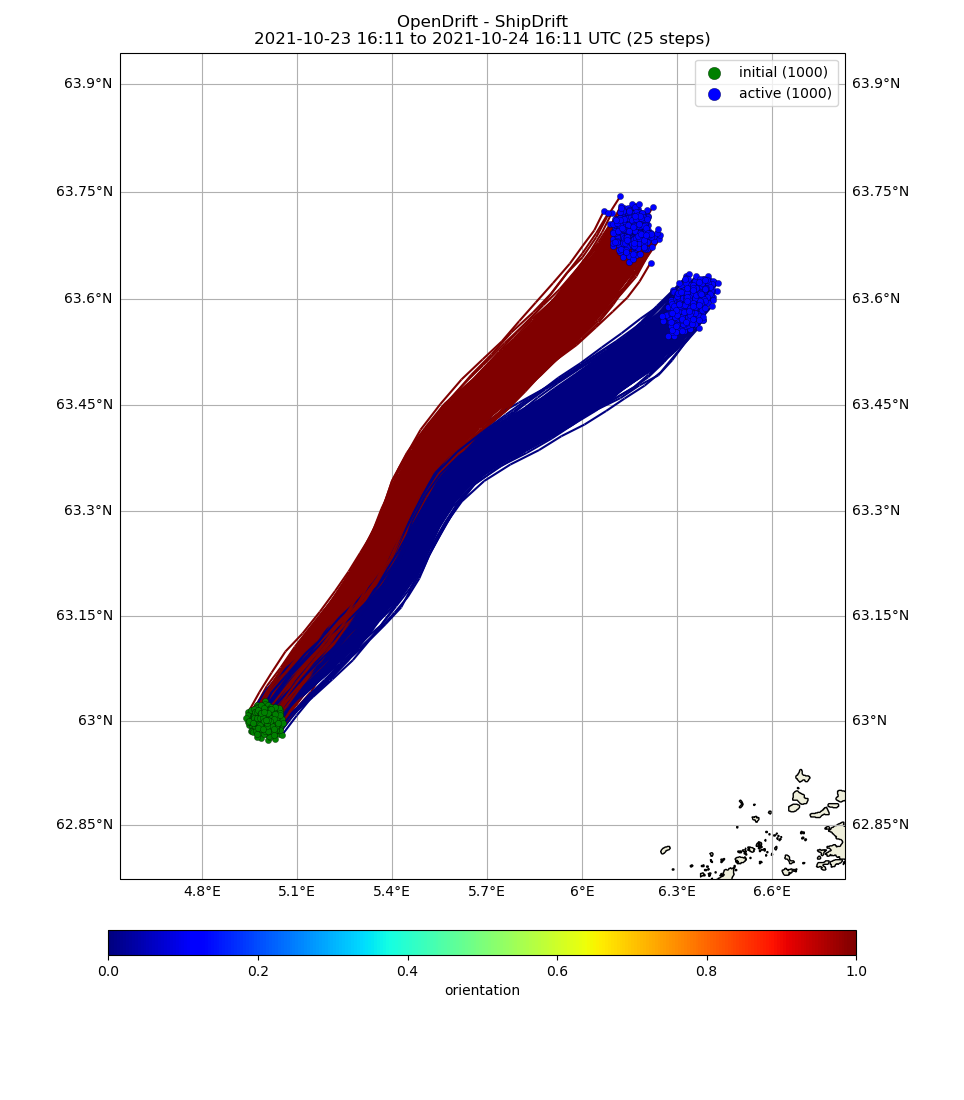 OpenDrift - ShipDrift
2021-10-23 16:11 to 2021-10-24 16:11 UTC (25 steps)
initial (1000)
active (1000)
63.9°N 63.9°N
63.75°N 63.75°N
63.6°N 63.6°N
63.45°N 63.45°N
63.3°N 63.3°N
63.15°N 63.15°N
63°N 63°N
62.85°N 62.85°N
4.8°E 5.1°E 5.4°E 5.7°E 6°E 6.3°E 6.6°E
0.0 0.2 0.4 0.6 0.8 1.0
orientation